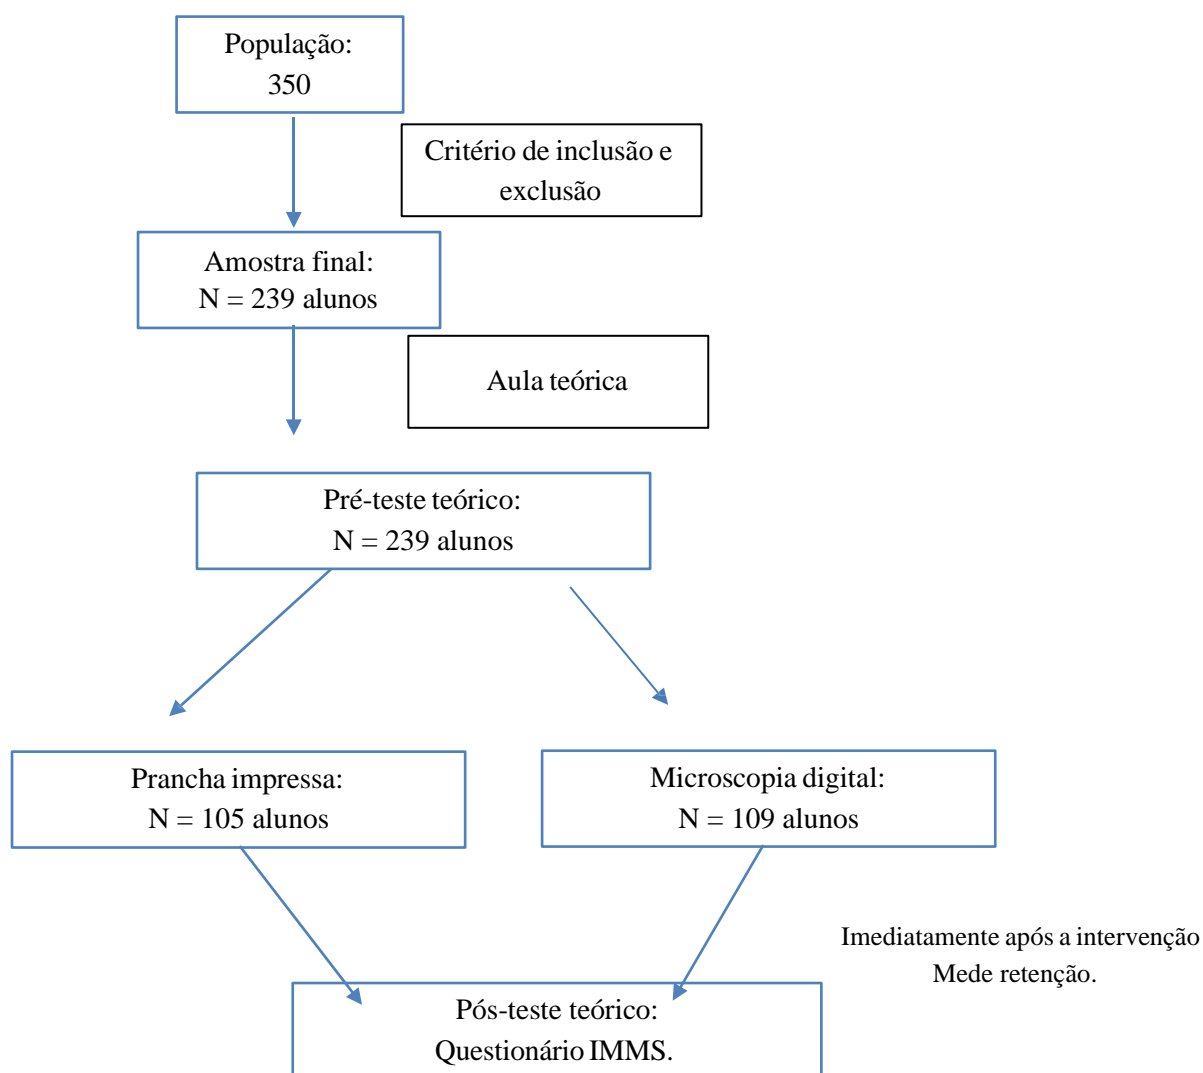 População:
350
Critério de inclusão e
exclusão
Amostra final:
N = 239 alunos
Aula teórica
Pré-teste teórico:
N = 239 alunos
Prancha impressa:
N = 105 alunos
Microscopia digital:
N = 109 alunos
Imediatamente após a intervenção
Mede retenção.
Pós-teste teórico:
Questionário IMMS.